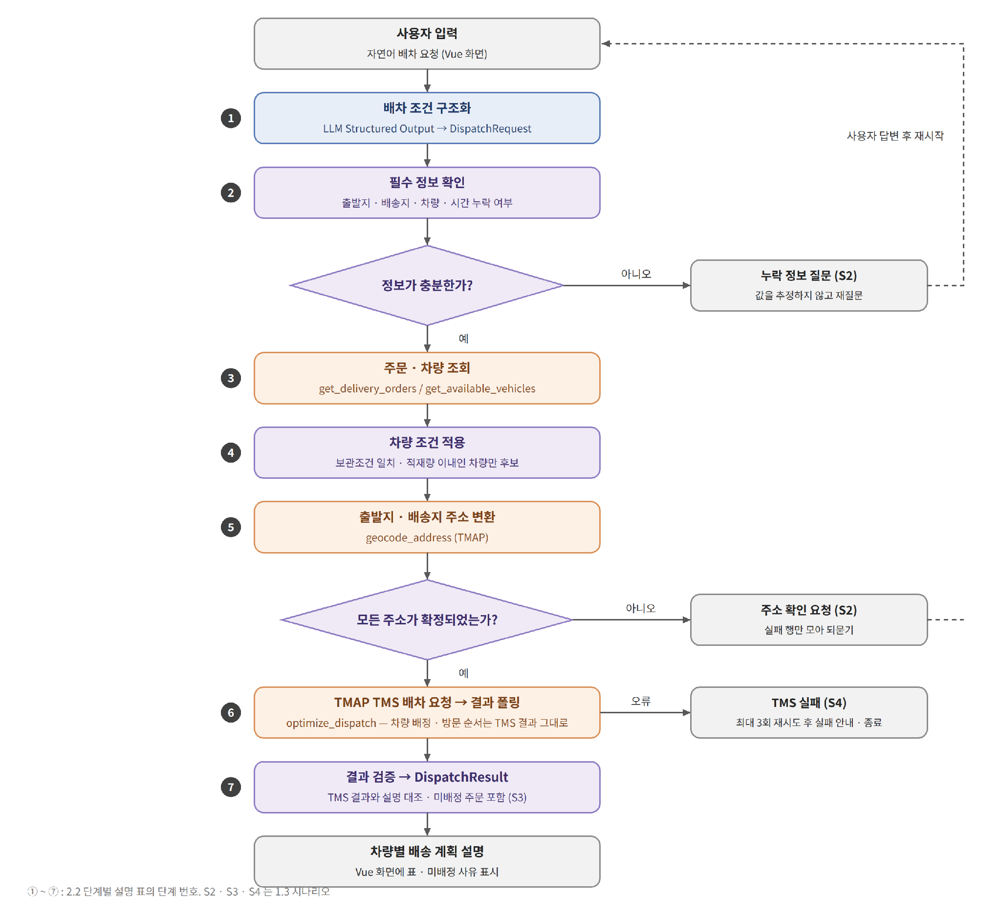 사용자 입력
자연어 배차 요청 (Vue 화면)
1
배차 조건 구조화
LLM Structured Output → DispatchRequest
사용자 답변 후 재시작
2
필수 정보 확인
출발지 · 배송지 · 차량 · 시간 누락 여부
정보가 충분한가?
아니오
누락 정보 질문 (S2)
값을 추정하지 않고 재질문
예
3
주문 · 차량 조회
get_delivery_orders / get_available_vehicles
4
차량 조건 적용
보관조건 일치 · 적재량 이내인 차량만 후보
5
출발지 · 배송지 주소 변환
geocode_address (TMAP)
모든 주소가 확정되었는가?
아니오
주소 확인 요청 (S2)
실패 행만 모아 되묻기
예
6
TMAP TMS 배차 요청 → 결과 폴링
optimize_dispatch — 차량 배정 · 방문 순서는 TMS 결과 그대로
오류
TMS 실패 (S4)
최대 3회 재시도 후 실패 안내 · 종료
7
결과 검증 → DispatchResult
TMS 결과와 설명 대조 · 미배정 주문 포함 (S3)
차량별 배송 계획 설명
Vue 화면에 표 · 미배정 사유 표시
① ~ ⑦ : 2.2 단계별 설명 표의 단계 번호. S2 · S3 · S4 는 1.3 시나리오